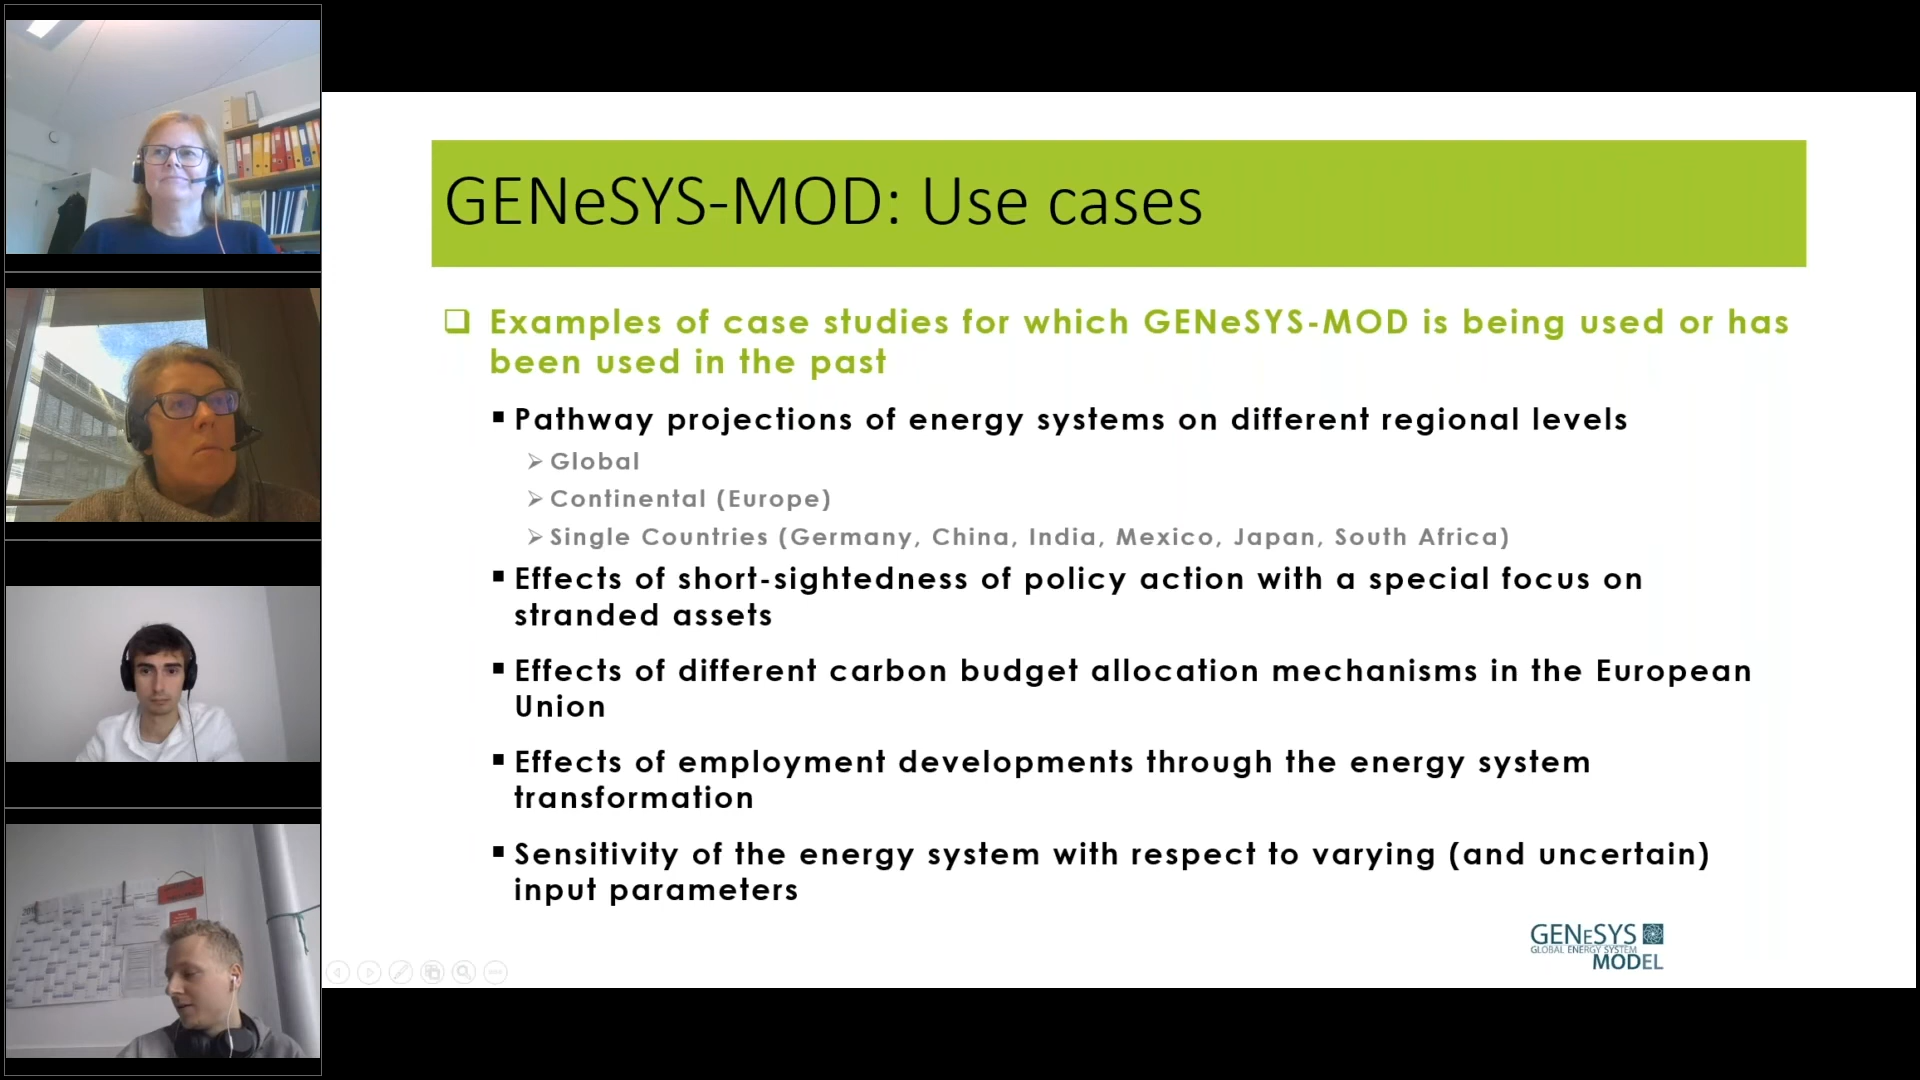 GENeSYS-MOD: Use cases
Examples of case studies for which GENeSYS-MOD is being used or has
been used in the past
Pathway projections of energy systems on different regional levels
Global
Continental (Europe)
Single Countries (Germany, China, India, Mexico, Japan, South Africa)
Effects of short-sightedness of policy action with a special focus on
stranded assets
Effects of different carbon budget allocation mechanisms in the European
Union
Effects of employment developments through the energy system
transformation
Sensitivity of the energy system with respect to varying (and uncertain)
input parameters
GENeSYS
GLOBAL ENERGY SYSTEM
MODEL